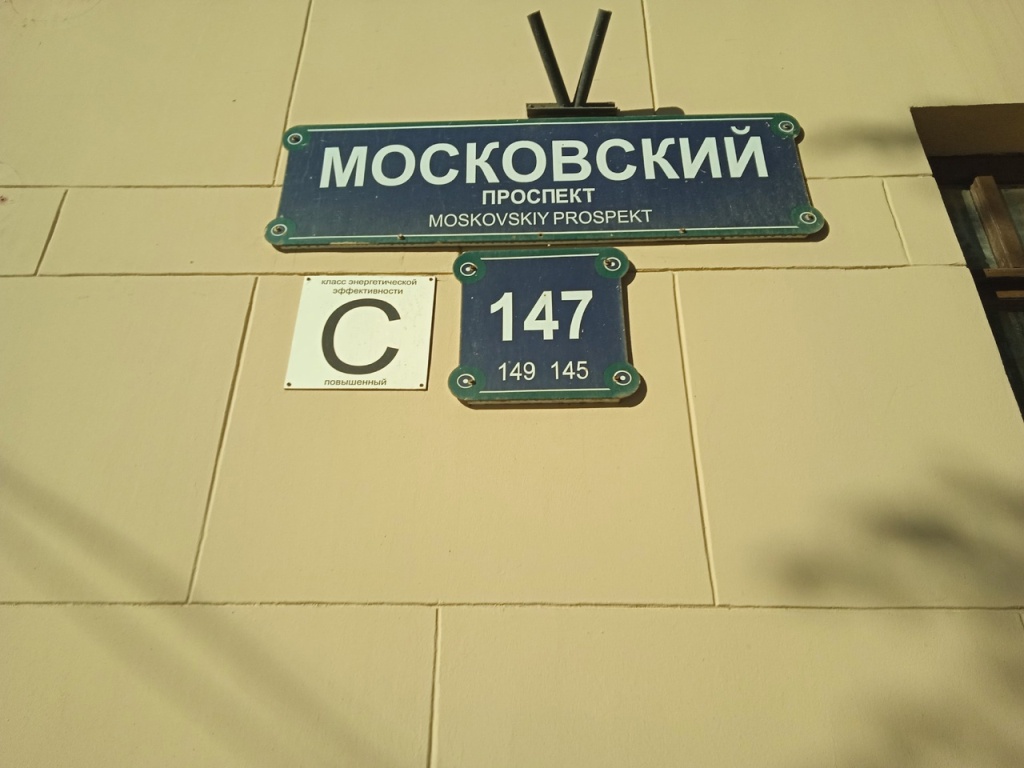 МОСКОВСКИЙ
ПРОСПЕКТ
MOSKOVSKIY PROSPEKT
класс энергетической
эффективности
С
повышенный
147
149 145